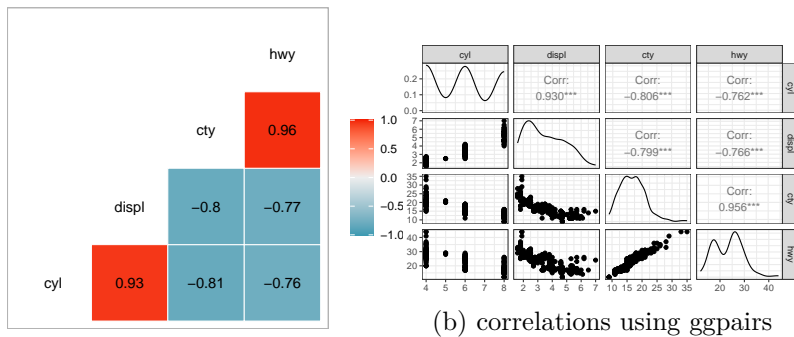 hwy
cty 0.96
displ −0.8 −0.77
cyl 0.93 −0.81 −0.76
1.0
0.5
0.0
−0.5
−1.0
cyl displ cty hwy
0.2
0.1
0.0
Corr:
0.930***
Corr:
−0.806***
Corr:
−0.762***
cyl
7
6
5
4
3
2
Corr:
−0.799***
Corr:
−0.766***
displ
35
30
25
20
15
10
Corr:
0.956***
cty
40
30
20
hwy
4 5 6 7 8 2 3 4 5 6 7 10 15 20 25 30 35 20 30 40
(b) correlations using ggpairs